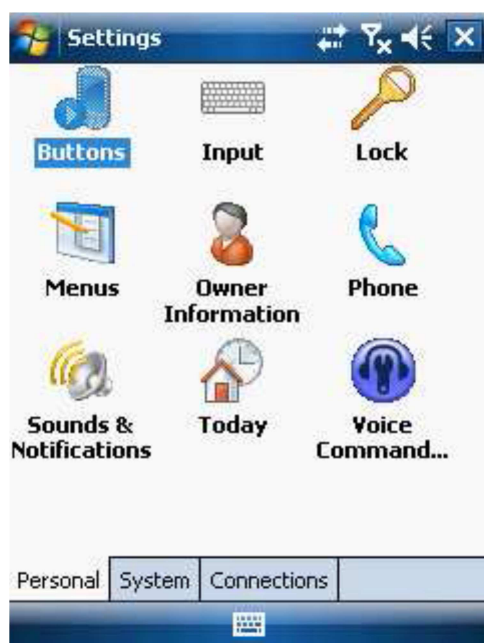 Settings
Buttons
Input
Lock
Menus
Owner
Information
Phone
Sounds &
Notifications
Today
Voice
Command...
Personal
System
Connections